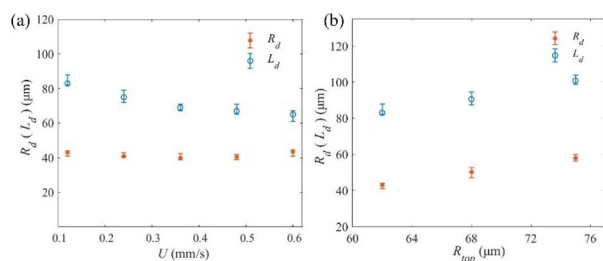 (a)
120
100
80
60
40
20
0
0.1 0.2 0.3 0.4 0.5 0.6
U (mm/s)
R_d (L_d) (μm)
R_d
L_d
(b)
120
100
80
60
40
20
60 64 68 72 76
R_top (μm)
R_d (L_d) (μm)
R_d
L_d